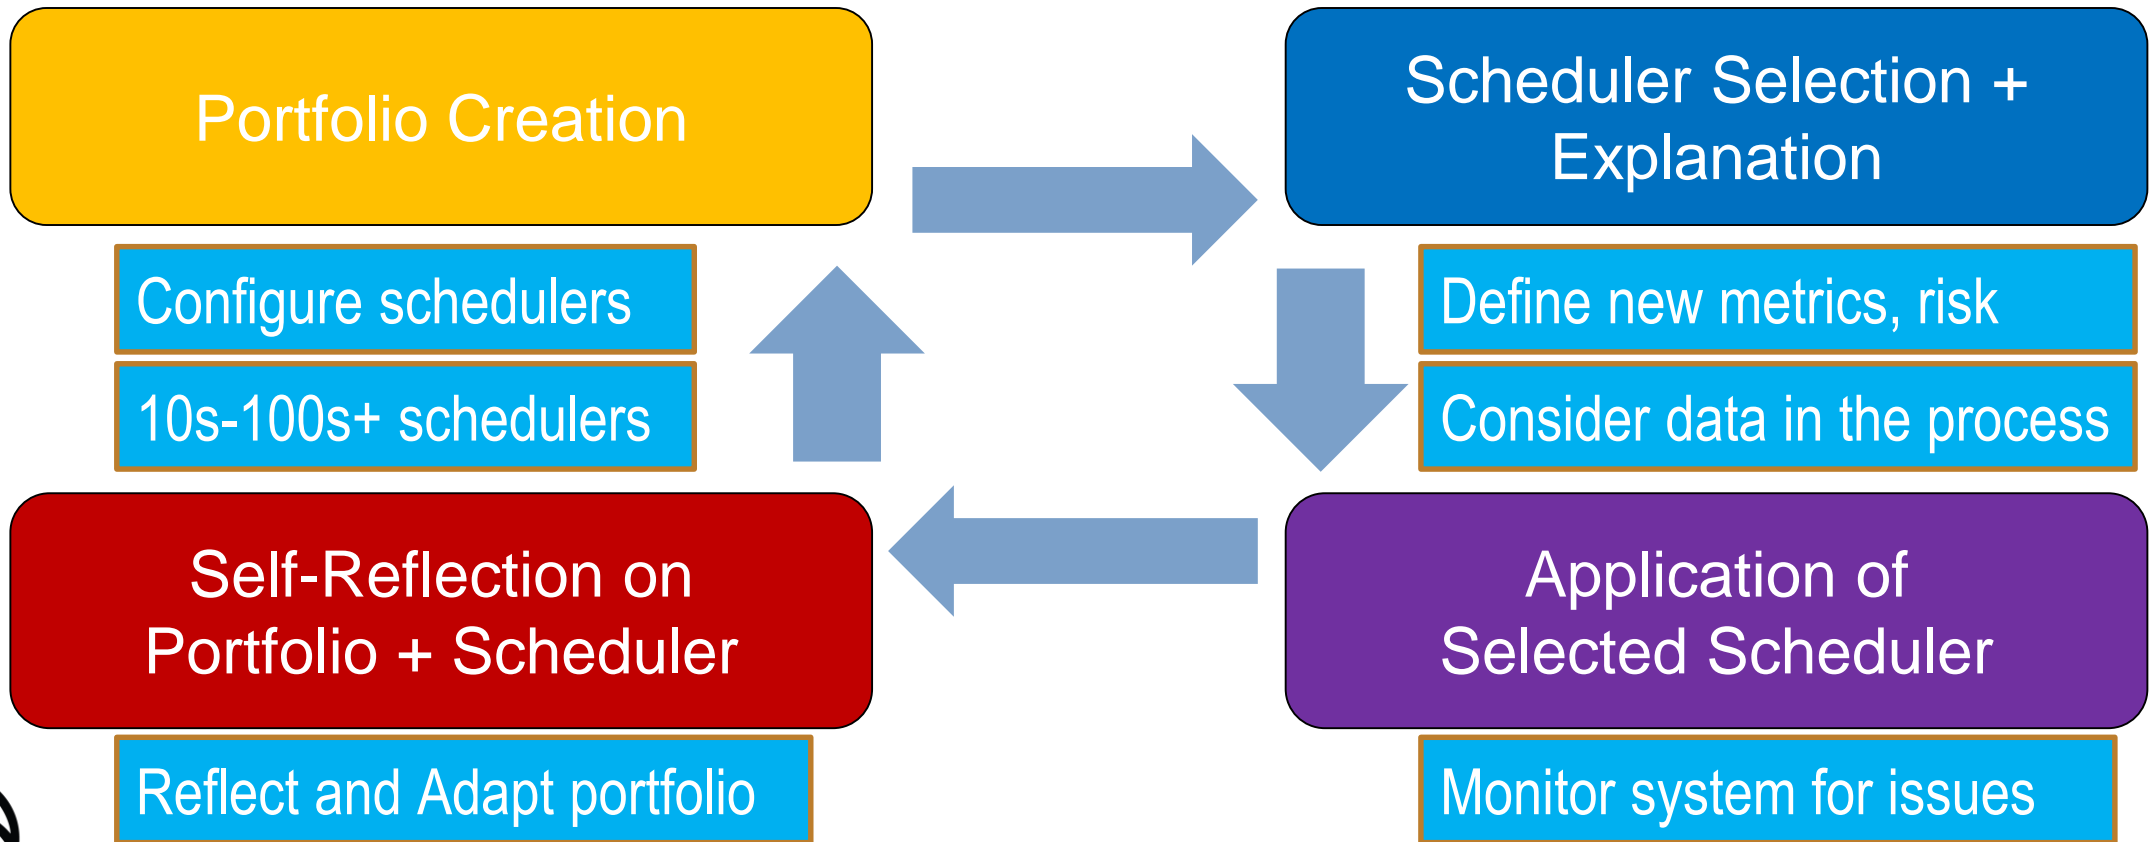 Portfolio Creation
Configure schedulers
10s-100s+ schedulers
Scheduler Selection +
Explanation
Define new metrics, risk
Consider data in the process
Application of
Selected Scheduler
Monitor system for issues
Self-Reflection on
Portfolio + Scheduler
Reflect and Adapt portfolio